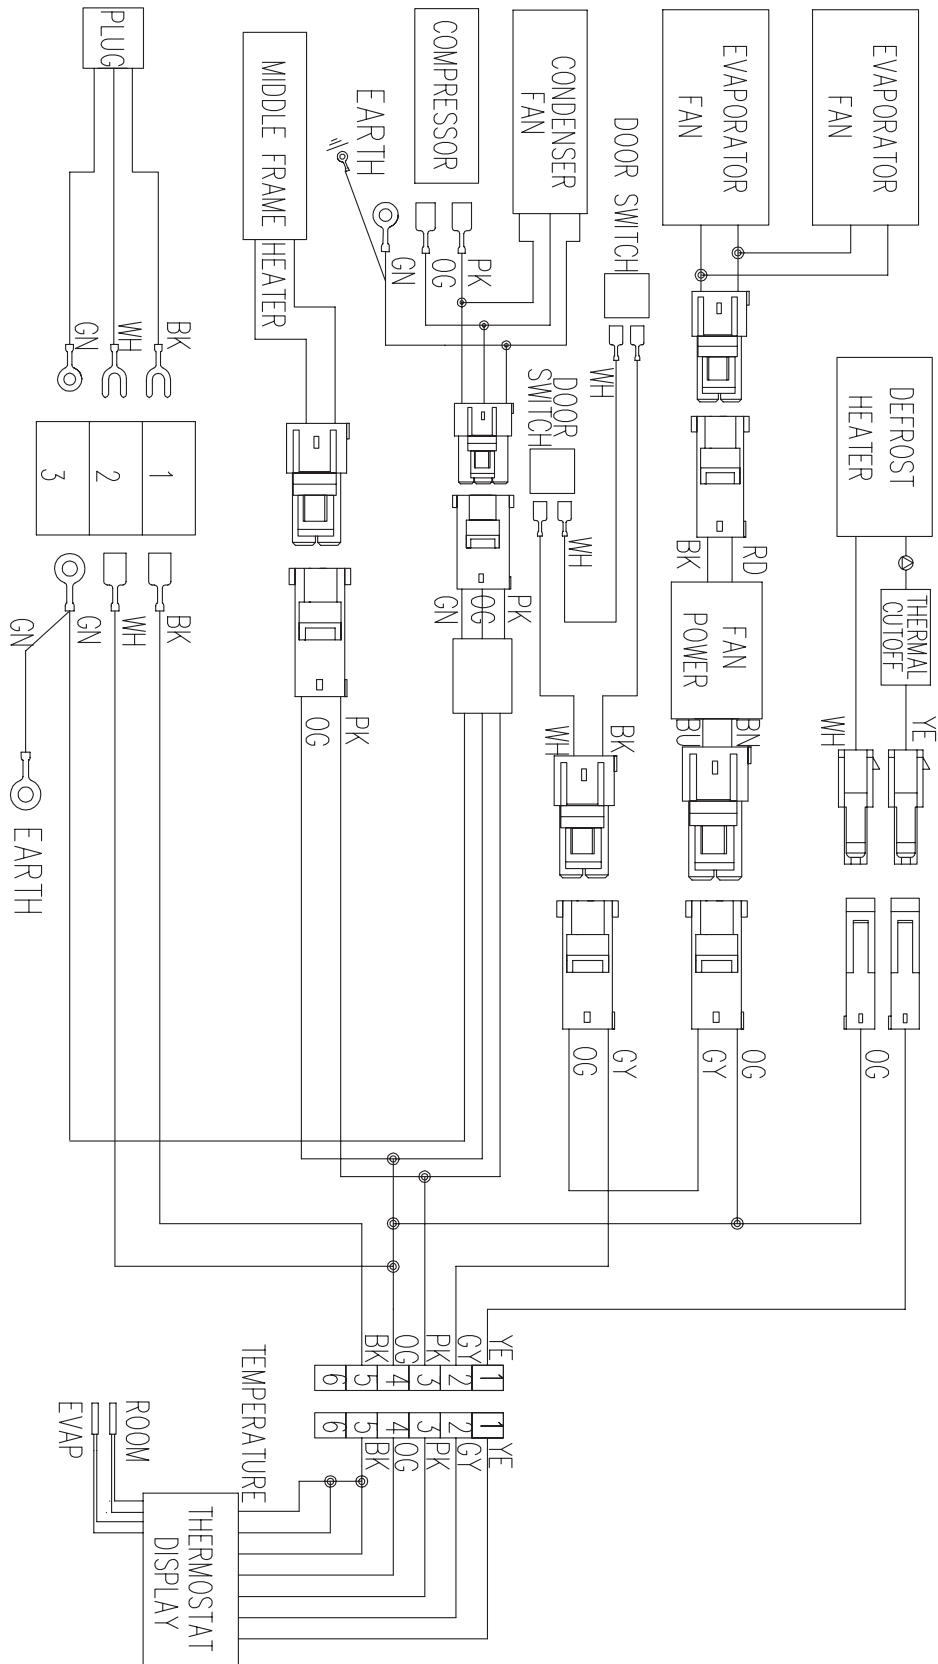 PLUG
GN
WH
BK
3
2
1
GN
GN
WH
BK
EARTH
MIDDLE FRAME HEATER
OG
PK
EARTH
COMPRESSOR
GN
OG
PK
CONDENSER
FAN
GN
OG
PK
DOOR SWITCH
WH
DOOR
SWITCH
WH
WH
BK
OG
GY
EVAPORATOR
FAN
EVAPORATOR
FAN
BK
RD
FAN
POWER
BU
BN
GY
OG
DEFROST
HEATER
THERMAL
CUTOFF
WH
YE
OG
BK
OG
PK
GY
YE
6
5
4
3
2
1
6
5
4
3
2
1
BK
OG
PK
GY
YE
TEMPERATURE
ROOM
EVAP
THERMOSTAT
DISPLAY